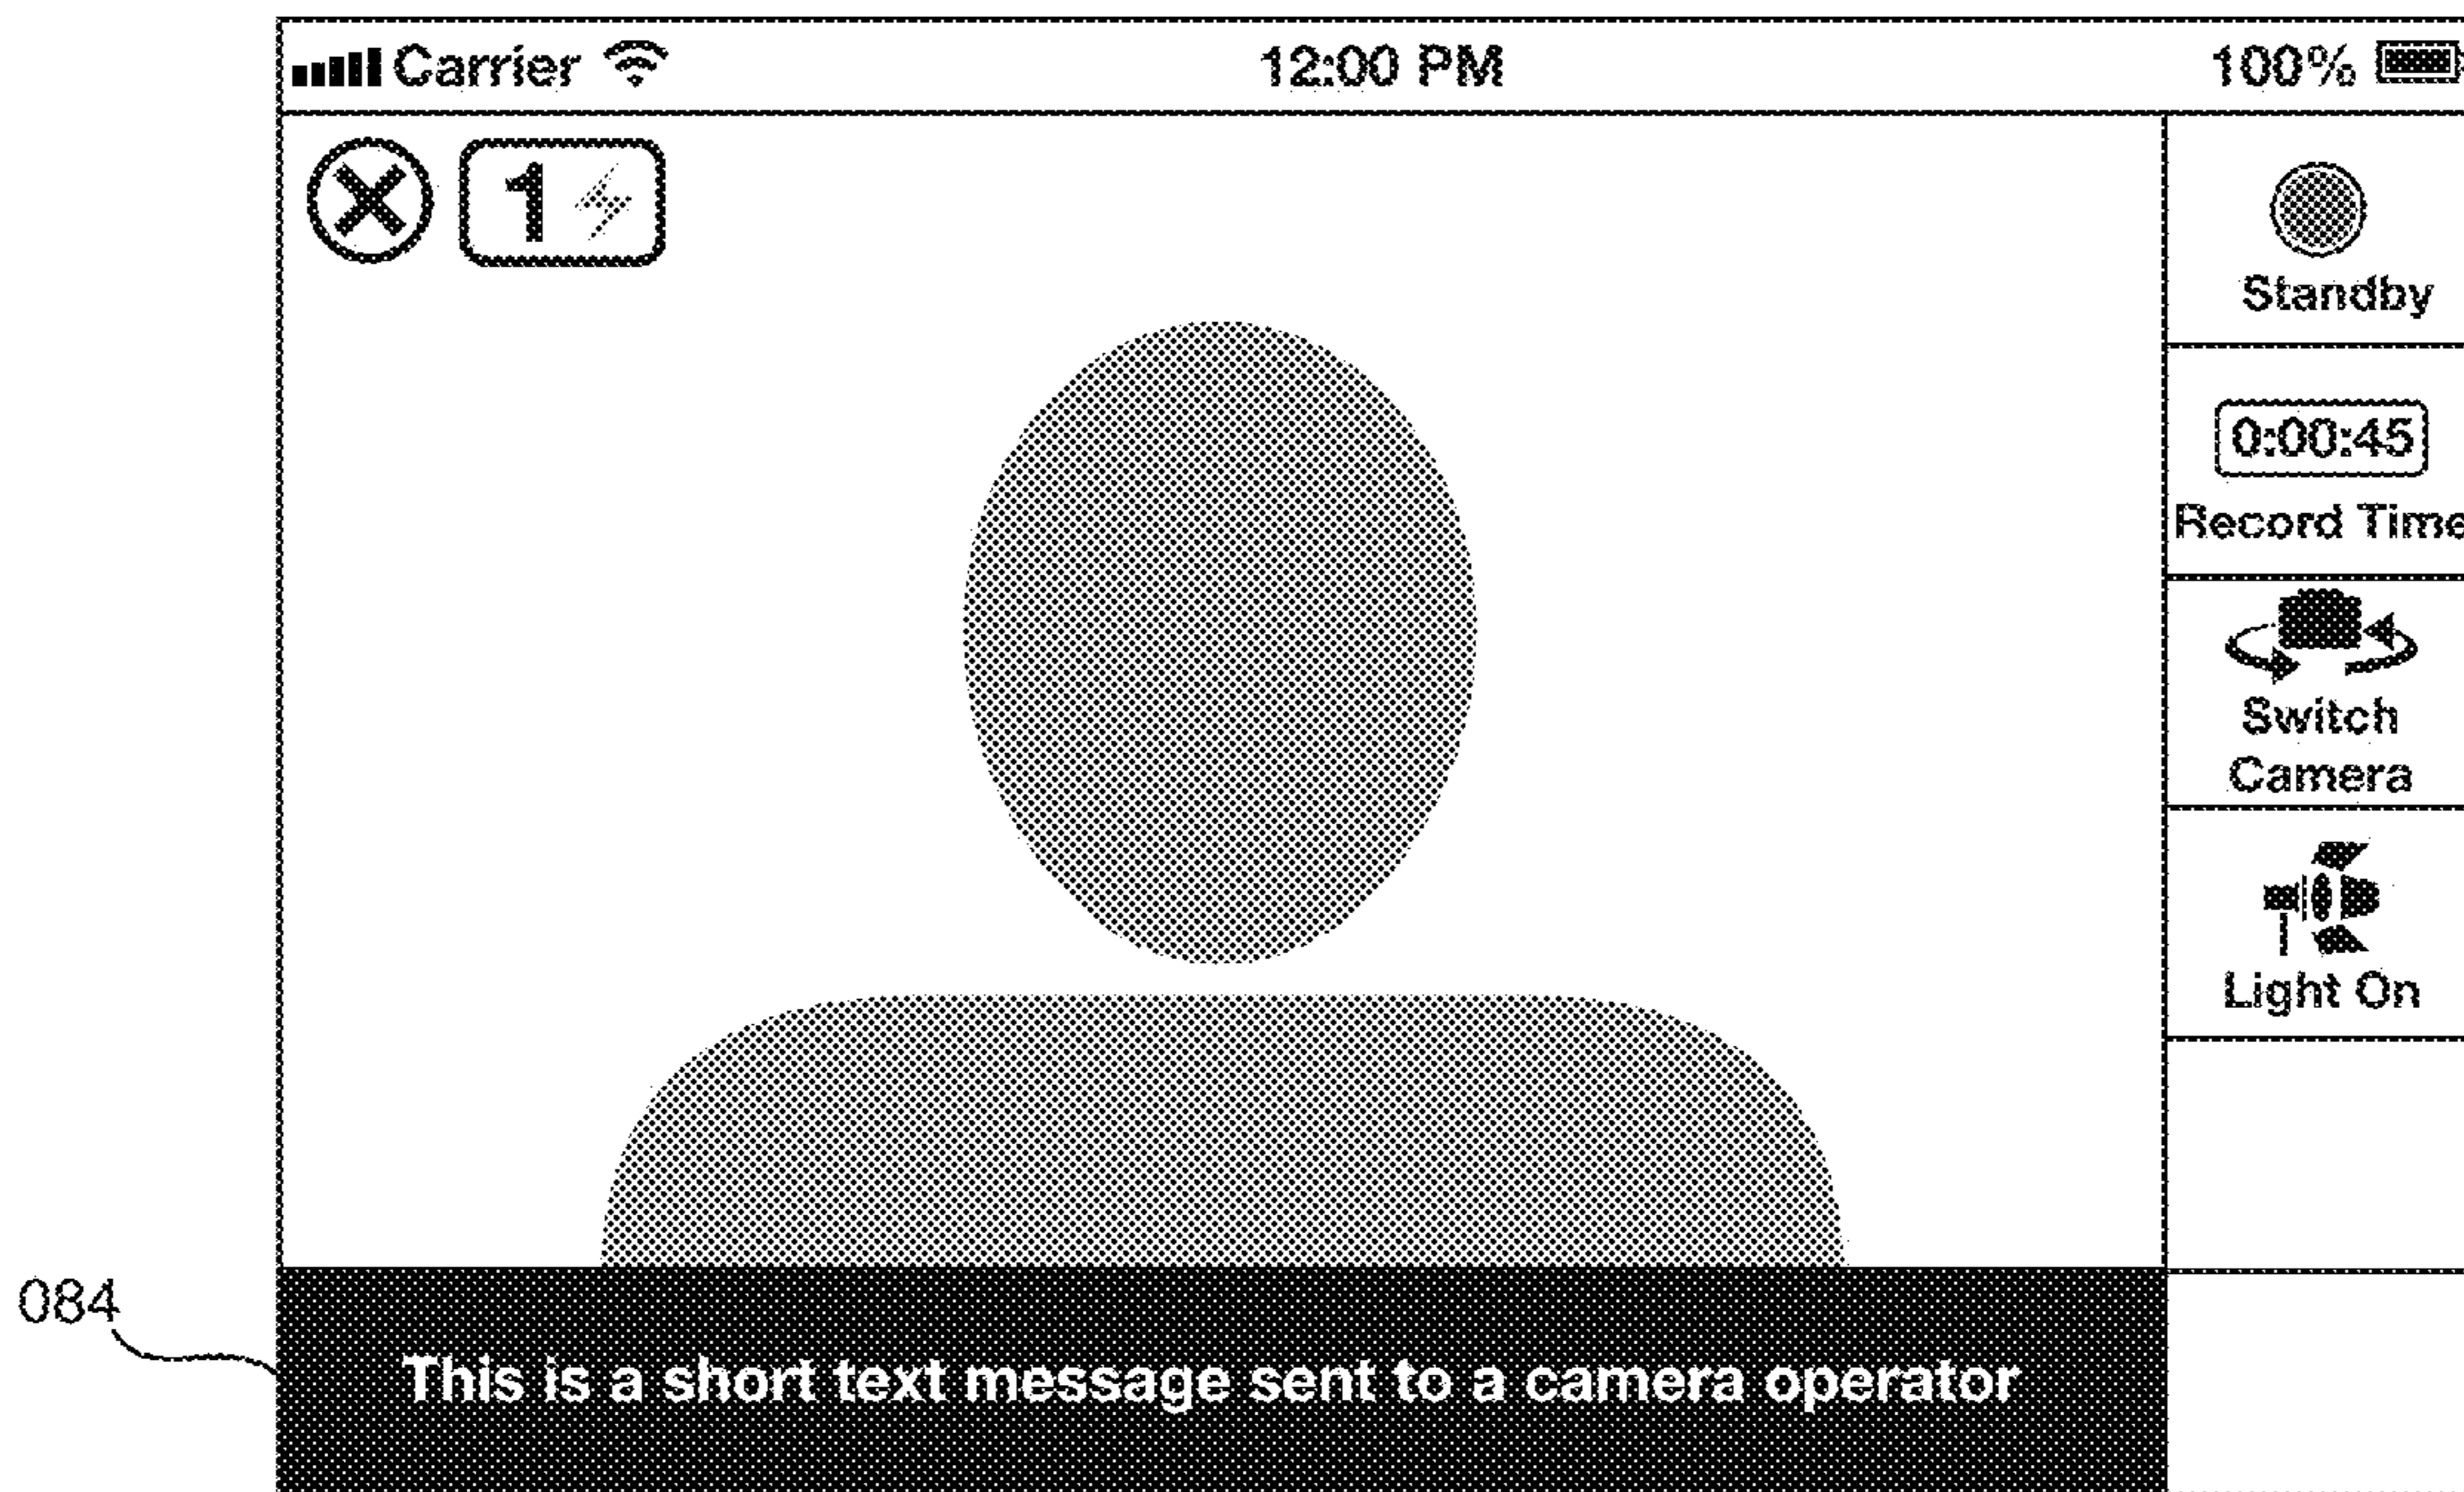 Carrier 12:00 PM 100%
1
Standby
0:00:45
Record Time
Switch
Camera
Light On
084
This is a short text message sent to a camera operator